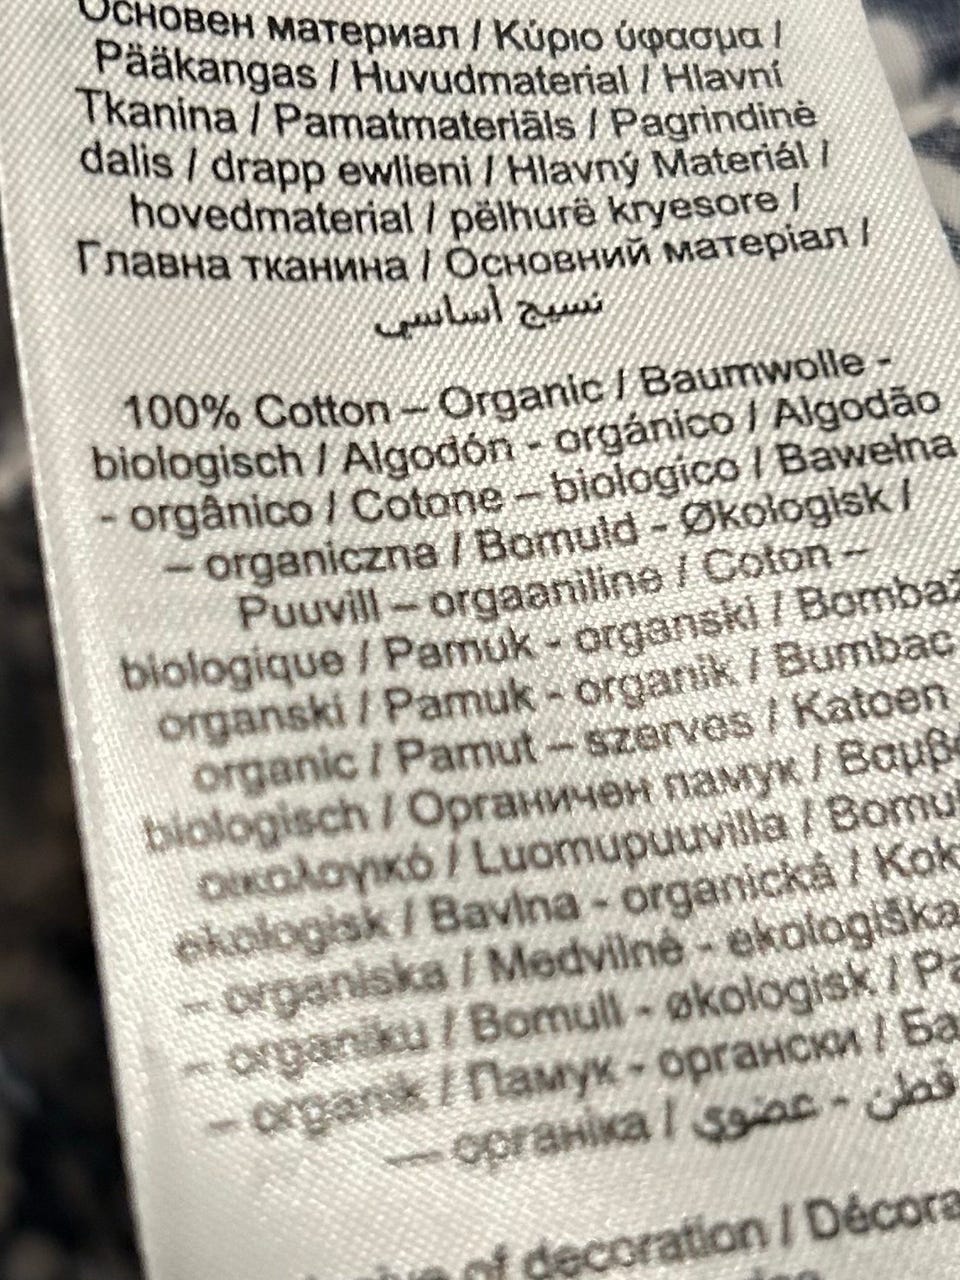 Основен материал / Κύριο ύφασμα /
Pääkangas / Huvudmaterial / Hlavní
Tkanina / Pamatmateriāls / Pagrindinė
dalis / drapp ewlieni / Hlavný Materiál /
hovedmaterial / pëlhurë kryesore /
Главна тканина / Основний матеріал /
نسيج أساسي
100% Cotton – Organic / Baumwolle -
biologisch / Algodón - orgánico / Algodão
- orgânico / Cotone – biologico / Bawełna
– organiczna / Bomuld - Økologisk /
Puuvill – orgaaniline / Coton –
biologique / Pamuk - organski / Bombaž
organski / Pamuk - organik / Bumbac -
organic / Pamut – szerves / Katoen
biologisch / Органичен памук / Βαμβ
οικολογικό / Luomupuuvilla / Bomul
ekologisk / Bavlna - organická / Kok
– organiska / Medvilnė - ekologiška
– organiku / Bomull - økologisk / Pa
– organik / Памук - органски / Ба
— органіка / قطن - عضوي
of decoration / Décora